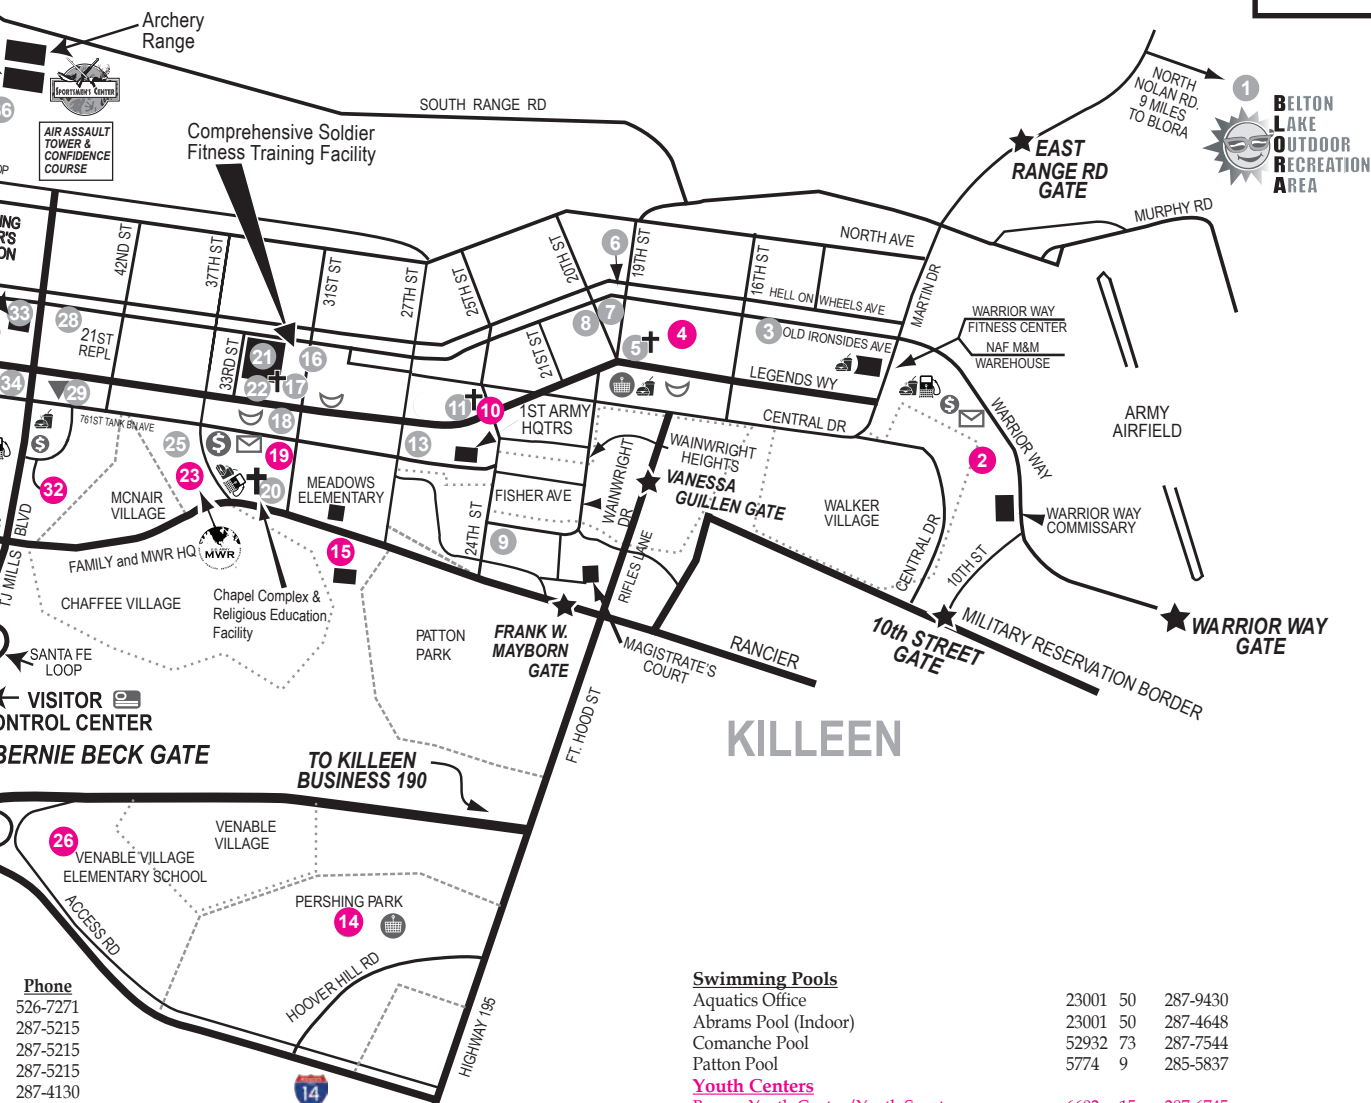 Archery
Range
SPORTSMEN'S CENTER
AIR ASSAULT
TOWER &
CONFIDENCE
COURSE
SOUTH RANGE RD
Comprehensive Soldier
Fitness Training Facility
NORTH
NOLAN RD.
9 MILES
TO BLORA
1
BELTON
LAKE
OUTDOOR
RECREATION
AREA
EAST
RANGE RD
GATE
MURPHY RD
42ND ST
37TH ST
31ST ST
27TH ST
25TH ST
20TH ST
6
19TH ST
16TH ST
NORTH AVE
MARTIN DR
HELL ON WHEELS AVE
33
28
21ST
REPL
33RD ST
21
16
22
17
8
7
21ST ST
5
4
3
OLD IRONSIDES AVE
WARRIOR WAY
FITNESS CENTER
NAF M&M
WAREHOUSE
LEGENDS WY
34
29
761ST TANK BN AVE
18
11
10
1ST ARMY
HQTRS
CENTRAL DR
WARRIOR WAY
ARMY
AIRFIELD
25
19
13
WAINWRIGHT
HEIGHTS
2
32
MCNAIR
VILLAGE
23
20
MEADOWS
ELEMENTARY
FISHER AVE
WAINWRIGHT
DR
VANESSA
GUILLEN GATE
WALKER
VILLAGE
WARRIOR WAY
COMMISSARY
TJ MILLS BLVD
FAMILY and MWR HQ
MWR
15
24TH ST
9
RIFLES LANE
CENTRAL DR
10TH ST
CHAFFEE VILLAGE
Chapel Complex &
Religious Education
Facility
PATTON
PARK
FRANK W.
MAYBORN
GATE
MAGISTRATE'S
COURT
RANCIER
10th STREET
GATE
MILITARY RESERVATION BORDER
WARRIOR WAY
GATE
SANTA FE
LOOP
VISITOR
ONTROL CENTER
BERNIE BECK GATE
TO KILLEEN
BUSINESS 190
FT. HOOD ST
KILLEEN
26
VENABLE VILLAGE
ELEMENTARY SCHOOL
VENABLE
VILLAGE
ACCESS RD
PERSHING PARK
14
HOOVER HILL RD
HIGHWAY 195
14
Phone
526-7271
287-5215
287-5215
287-5215
287-4130
Swimming Pools
Aquatics Office 23001 50 287-9430
Abrams Pool (Indoor) 23001 50 287-4648
Comanche Pool 52932 73 287-7544
Patton Pool 5774 9 285-5837
Youth Centers